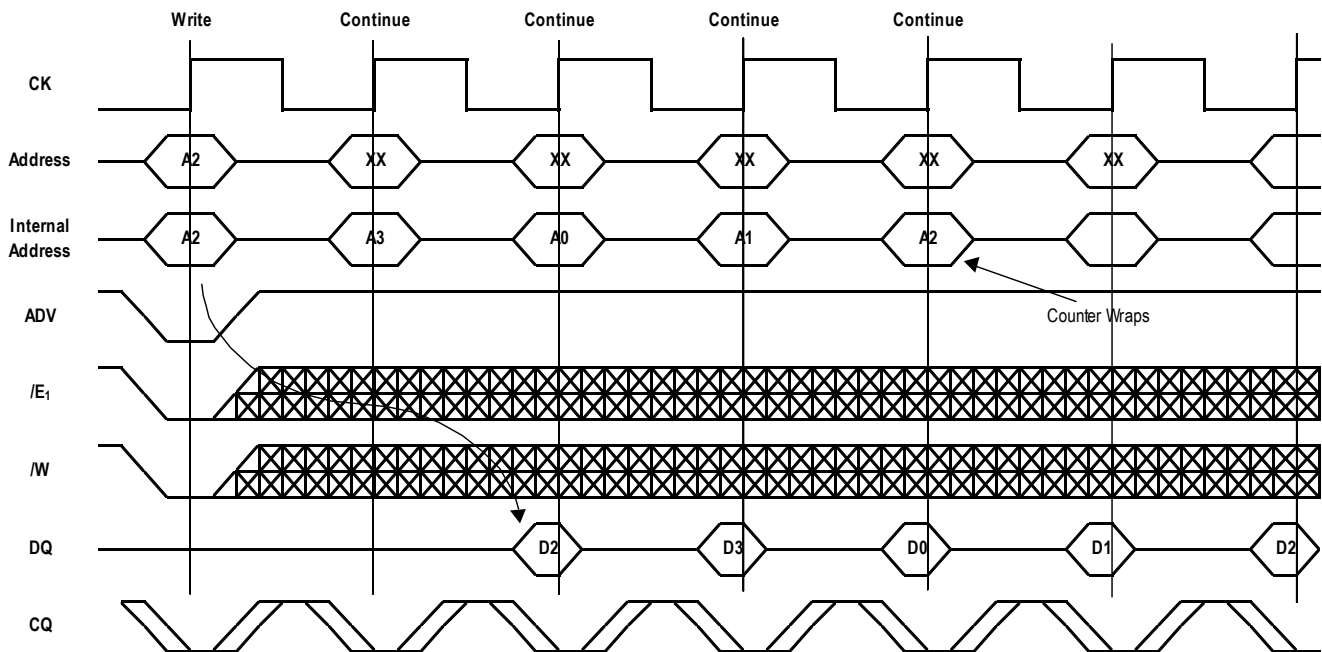 Write Continue Continue Continue Continue
CK
Address A2 XX XX XX XX XX
Internal
Address
A2 A3 A0 A1 A2
ADV
Counter Wraps
/E1
/W
DQ D2 D3 D0 D1 D2
CQ